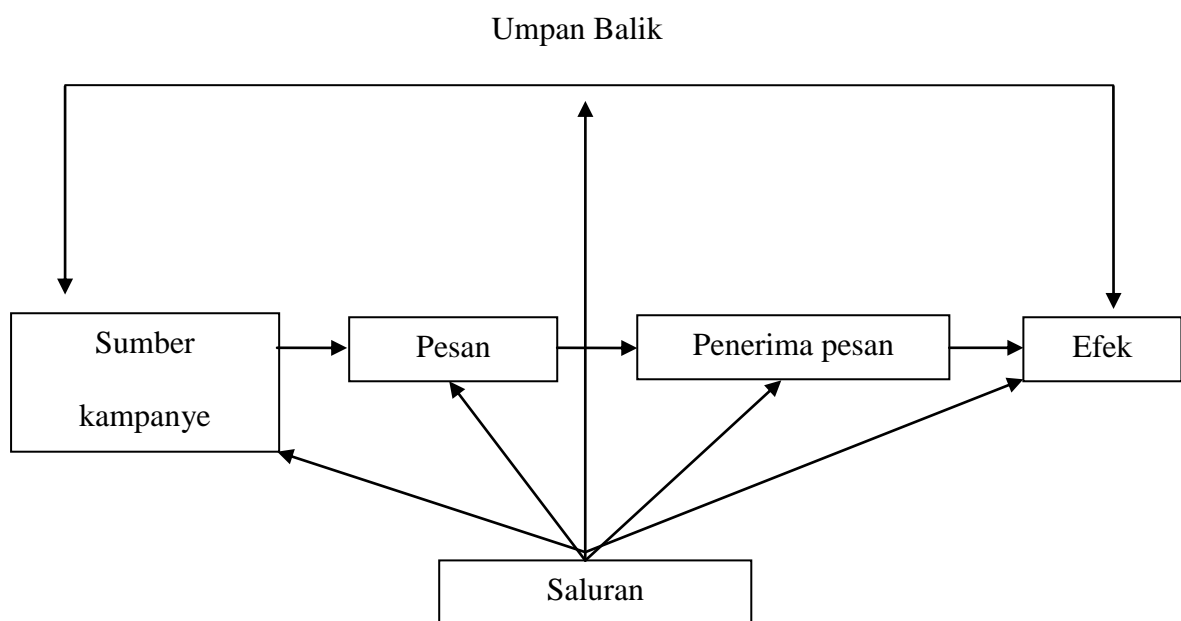 Umpan Balik
Sumber
kampanye
Pesan
Penerima pesan
Efek
Saluran